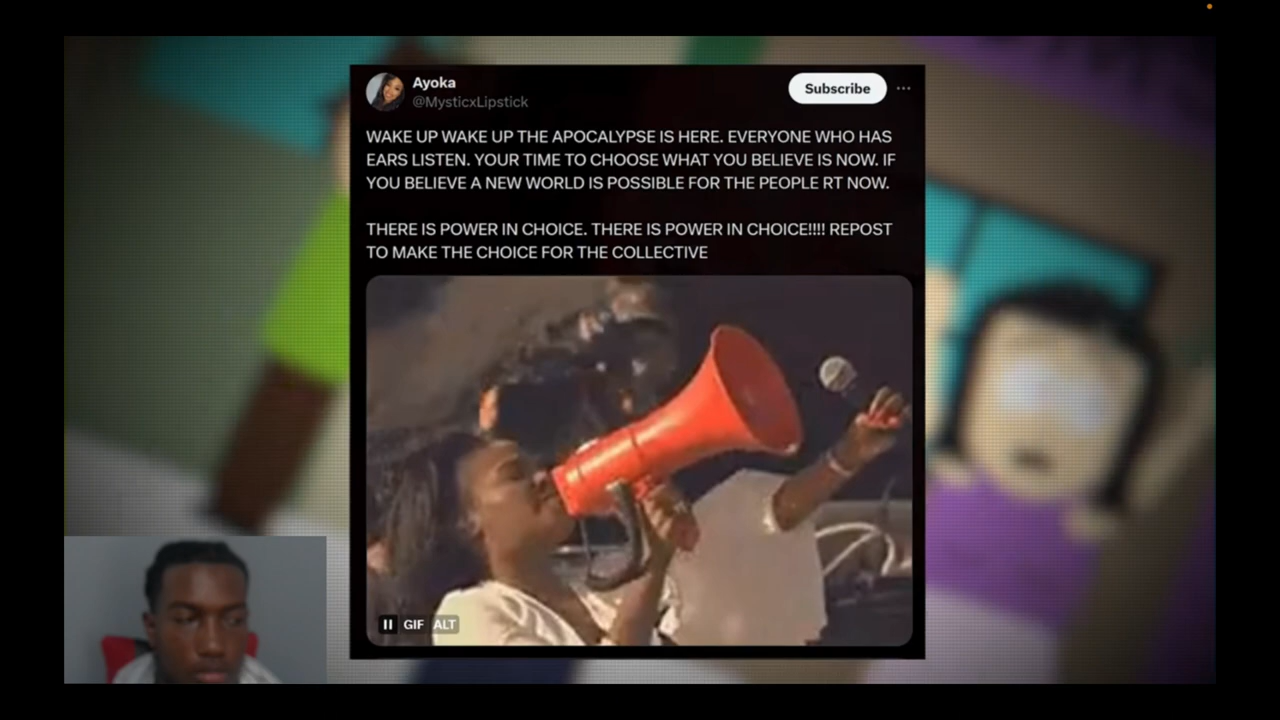 Ayoka
Subscribe
@MysticxLipstick
WAKE UP WAKE UP THE APOCALYPSE IS HERE. EVERYONE WHO HAS
EARS LISTEN. YOUR TIME TO CHOOSE WHAT YOU BELIEVE IS NOW. IF
YOU BELIEVE A NEW WORLD IS POSSIBLE FOR THE PEOPLE RT NOW.
THERE IS POWER IN CHOICE. THERE IS POWER IN CHOICE!!!! REPOST
TO MAKE THE CHOICE FOR THE COLLECTIVE
GIF ALT